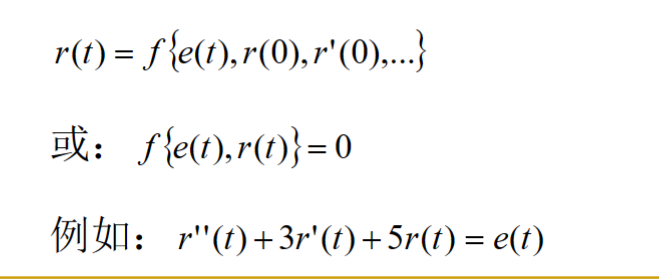 r(t) = f{e(t), r(0), r'(0),...}
或： f{e(t), r(t)} = 0
例如： r''(t) + 3r'(t) + 5r(t) = e(t)